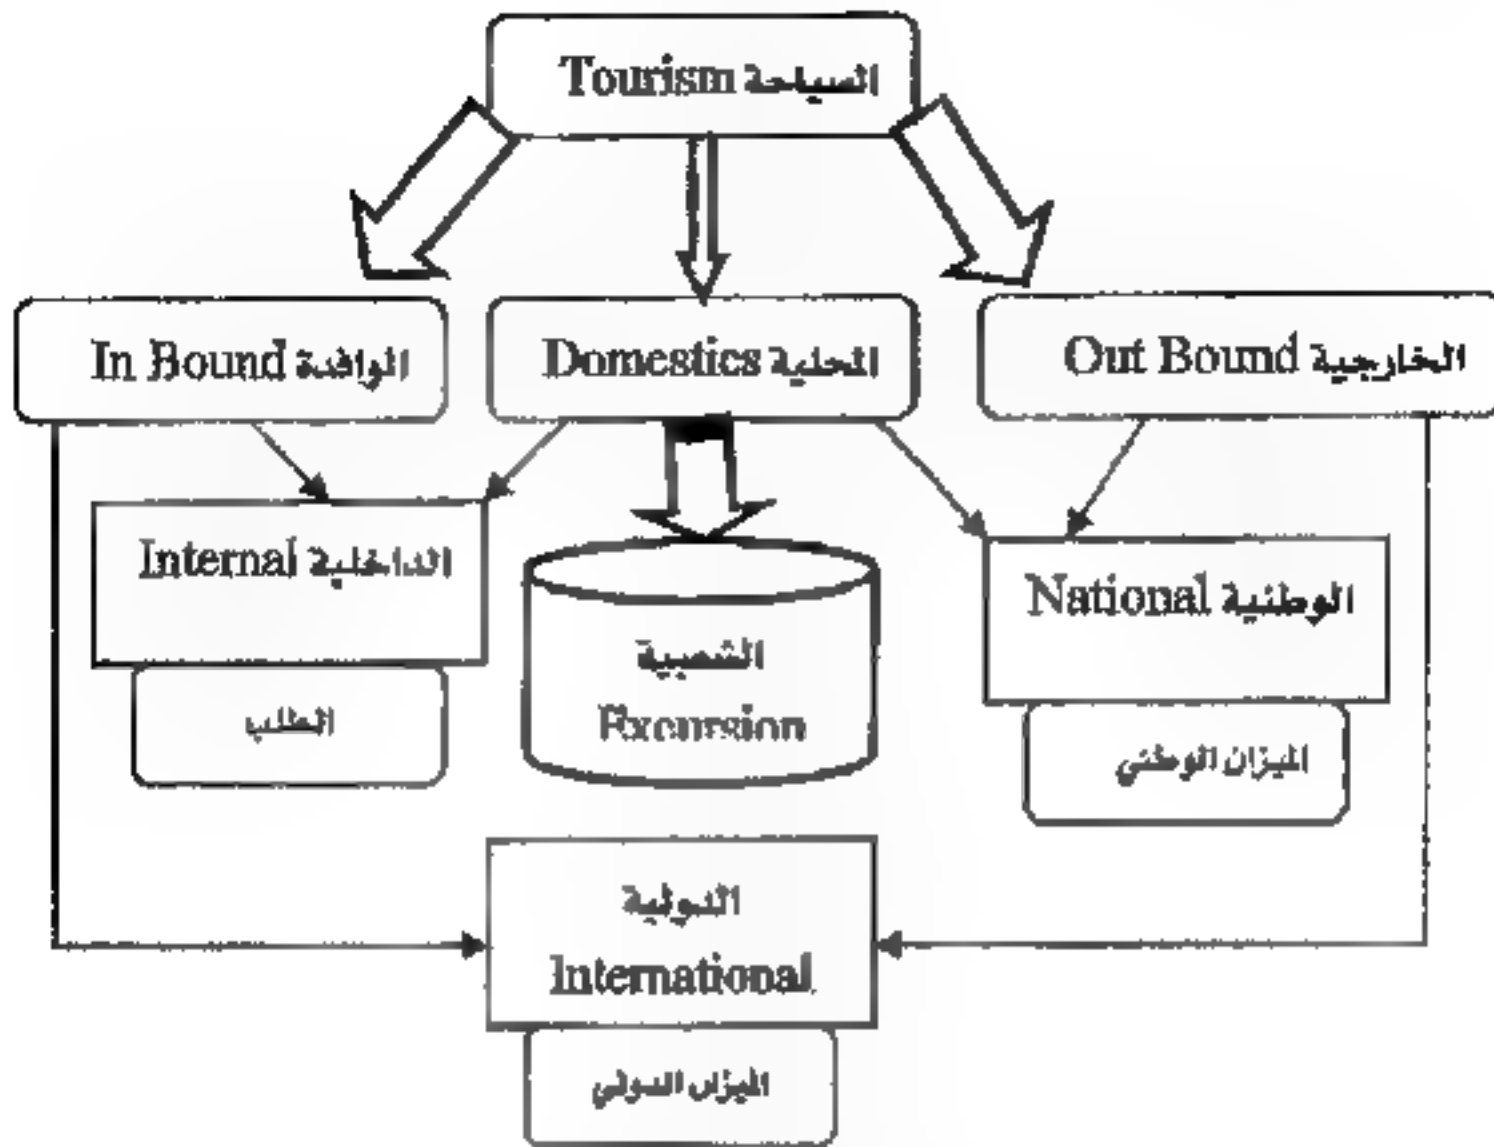 Tourism السياحة
In Bound الوافدة
Domestics المحلية
Out Bound الخارجية
Internal الداخلية
الطلب
الشعبية
Excursion
National الوطنية
الميزان الوطني
الدولية
International
الميزان الدولي